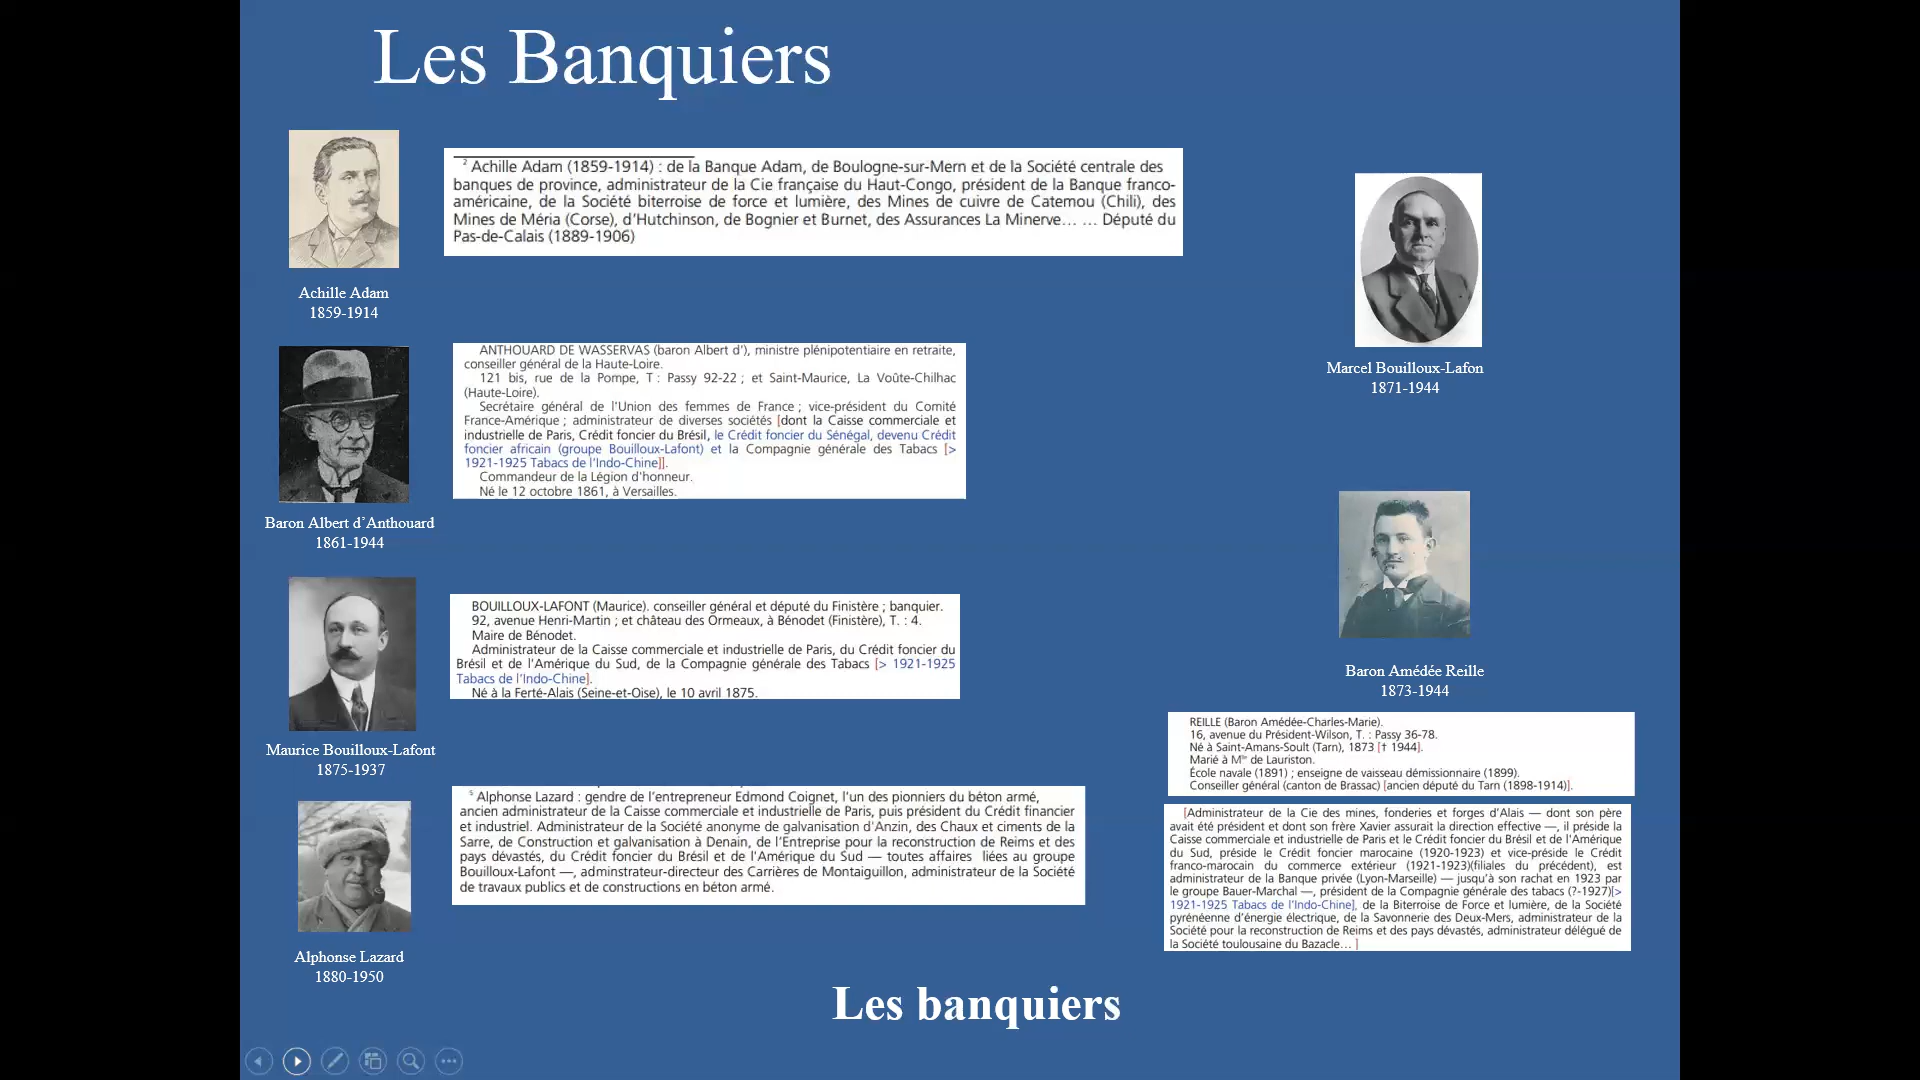 Les Banquiers
² Achille Adam (1859-1914) : de la Banque Adam, de Boulogne-sur-Mern et de la Société centrale des
banques de province, administrateur de la Cie française du Haut-Congo, président de la Banque franco-
américaine, de la Société biterroise de force et lumière, des Mines de cuivre de Catemou (Chili), des
Mines de Méria (Corse), d'Hutchinson, de Bognier et Burnet, des Assurances La Minerve… … Député du
Pas-de-Calais (1889-1906)
Achille Adam
1859-1914
ANTHOUARD DE WASSERVAS (baron Albert d'), ministre plénipotentiaire en retraite,
conseiller général de la Haute-Loire.
121 bis, rue de la Pompe, T : Passy 92-22 ; et Saint-Maurice, La Voûte-Chilhac
(Haute-Loire).
Secrétaire général de l'Union des femmes de France ; vice-président du Comité
France-Amérique ; administrateur de diverses sociétés [dont la Caisse commerciale et
industrielle de Paris, Crédit foncier du Brésil, le Crédit foncier du Sénégal, devenu Crédit
foncier africain (groupe Bouilloux-Lafont) et la Compagnie générale des Tabacs [>
1921-1925 Tabacs de l'Indo-Chine]].
Commandeur de la Légion d'honneur.
Né le 12 octobre 1861, à Versailles.
Baron Albert d'Anthouard
1861-1944
BOUILLOUX-LAFONT (Maurice). conseiller général et député du Finistère ; banquier.
92, avenue Henri-Martin ; et château des Ormeaux, à Bénodet (Finistère), T. : 4.
Maire de Bénodet.
Administrateur de la Caisse commerciale et industrielle de Paris, du Crédit foncier du
Brésil et de l'Amérique du Sud, de la Compagnie générale des Tabacs [> 1921-1925
Tabacs de l'Indo-Chine].
Né à la Ferté-Alais (Seine-et-Oise), le 10 avril 1875.
Maurice Bouilloux-Lafont
1875-1937
⁵ Alphonse Lazard : gendre de l'entrepreneur Edmond Coignet, l'un des pionniers du béton armé,
ancien administrateur de la Caisse commerciale et industrielle de Paris, puis président du Crédit financier
et industriel. Administrateur de la Société anonyme de galvanisation d'Anzin, des Chaux et ciments de la
Sarre, de Construction et galvanisation à Denain, de l'Entreprise pour la reconstruction de Reims et des
pays dévastés, du Crédit foncier du Brésil et de l'Amérique du Sud — toutes affaires liées au groupe
Bouilloux-Lafont —, adminstrateur-directeur des Carrières de Montaiguillon, administrateur de la Société
de travaux publics et de constructions en béton armé.
Alphonse Lazard
1880-1950
Marcel Bouilloux-Lafon
1871-1944
Baron Amédée Reille
1873-1944
REILLE (Baron Amédée-Charles-Marie).
16, avenue du Président-Wilson, T. : Passy 36-78.
Né à Saint-Amans-Soult (Tarn), 1873 [† 1944].
Marié à Mˡˡᵉ de Lauriston.
École navale (1891) ; enseigne de vaisseau démissionnaire (1899).
Conseiller général (canton de Brassac) [ancien député du Tarn (1898-1914)].
[Administrateur de la Cie des mines, fonderies et forges d'Alais — dont son père
avait été président et dont son frère Xavier assurait la direction effective —, il préside la
Caisse commerciale et industrielle de Paris et le Crédit foncier du Brésil et de l'Amérique
du Sud, préside le Crédit foncier marocaine (1920-1923) et vice-préside le Crédit
franco-marocain du commerce extérieur (1921-1923)(filiales du précédent), est
administrateur de la Banque privée (Lyon-Marseille) — jusqu'à son rachat en 1923 par
le groupe Bauer-Marchal —, président de la Compagnie générale des tabacs (?-1927)[>
1921-1925 Tabacs de l'Indo-Chine], de la Biterroise de Force et lumière, de la Société
pyrénéenne d'énergie électrique, de la Savonnerie des Deux-Mers, administrateur de la
Société pour la reconstruction de Reims et des pays dévastés, administrateur délégué de
la Société toulousaine du Bazacle… ]
Les banquiers